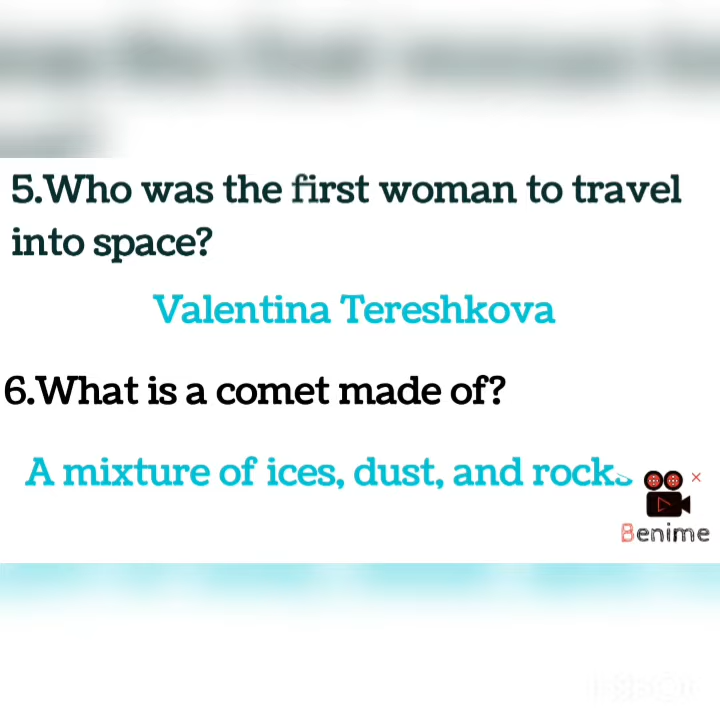 5.Who was the first woman to travel
into space?
Valentina Tereshkova
6.What is a comet made of?
A mixture of ices, dust, and rocks
Benime